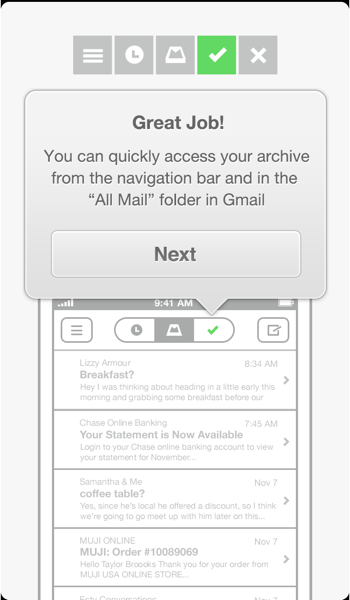 Great Job!
You can quickly access your archive
from the navigation bar and in the
“All Mail” folder in Gmail
Next
9:41 AM
Lizzy Armour 8:34 AM
Breakfast?
Hey I was thinking about heading in a little early this
morning and grabbing some breakfast before our
Chase Online Banking 7:45 AM
Your Statement is Now Available
Login to your Chase online banking account to view
your statement for November...
Samantha & Me Nov 7
coffee table?
Yes, since he's local he offered a discount, so I think
we're going to go meet up with him later on this...
MUJI ONLINE Nov 7
MUJI: Order #10089069
Hello Taylor Broooks Thank you for your order from
MUJI USA ONLINE STORE...
Etsy Conversations Nov 7